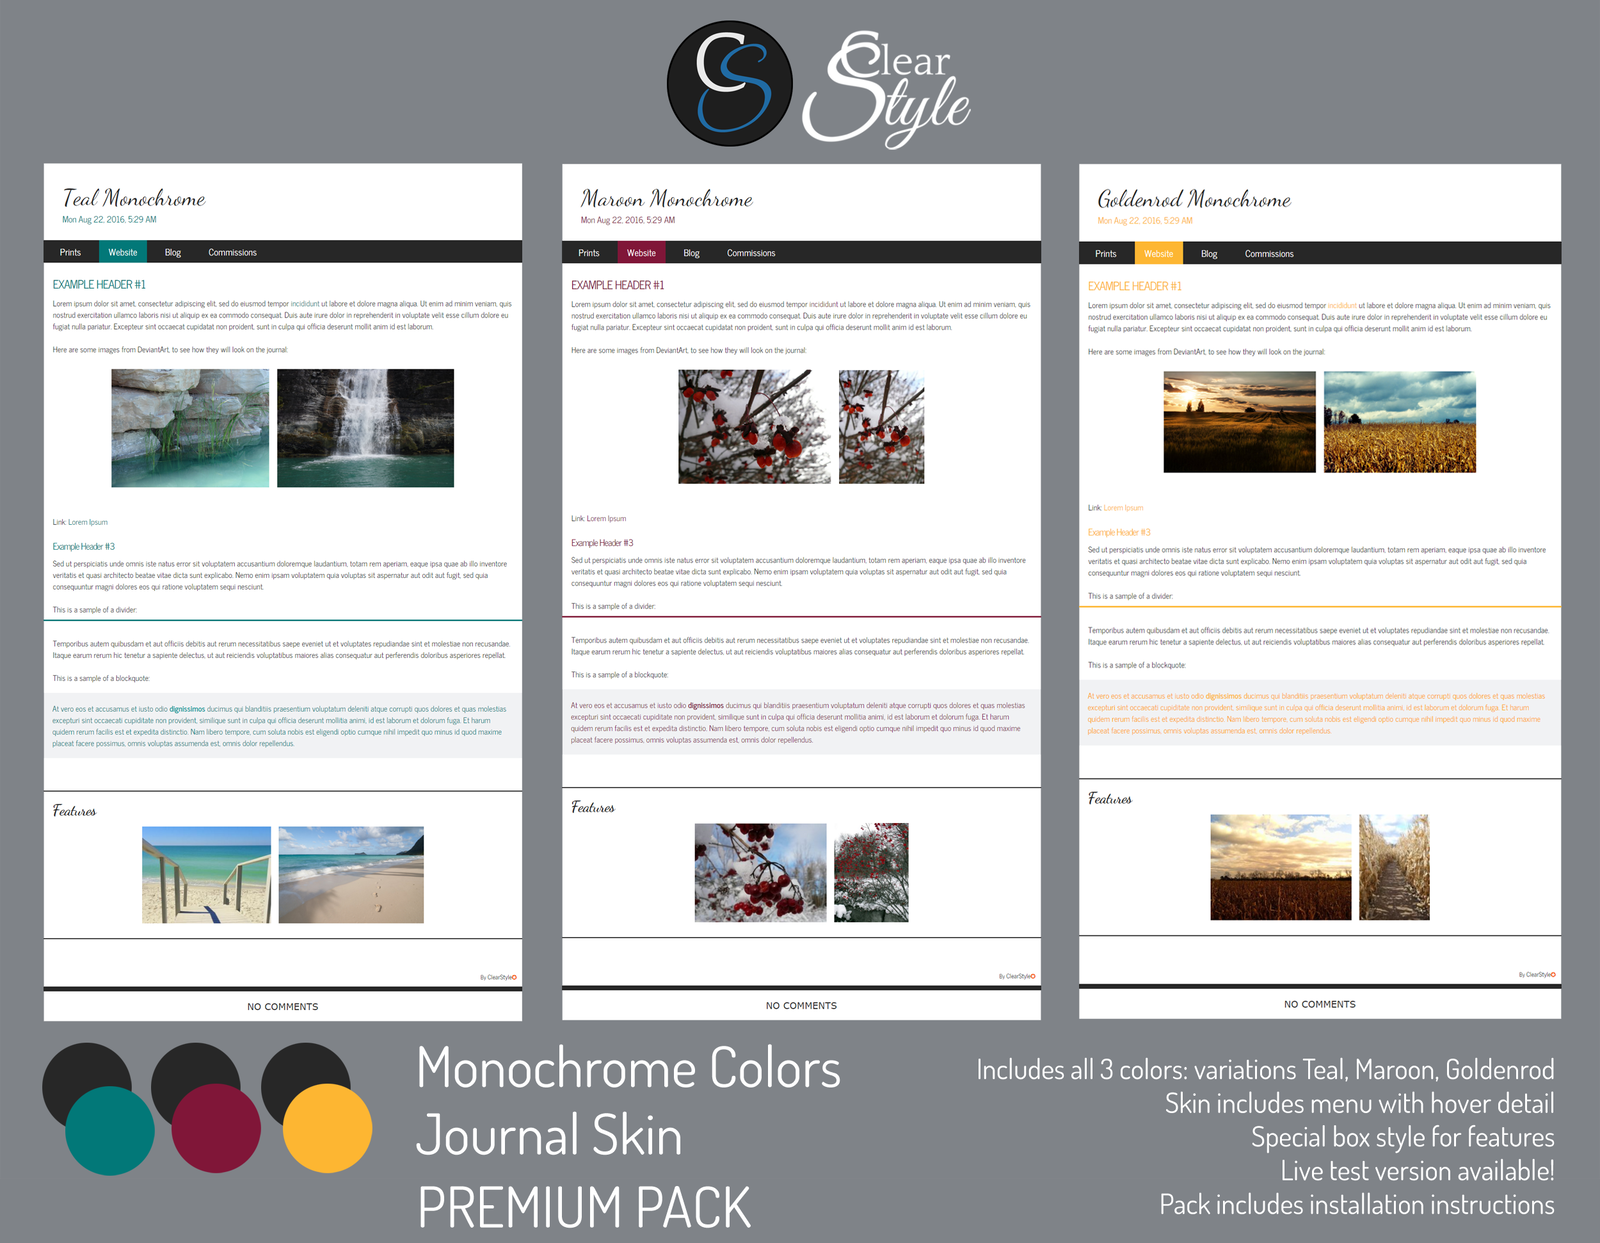 CS
Clear
Style
Teal Monochrome
Mon Aug 22, 2016, 5:29 AM
Prints Website Blog Commissions
EXAMPLE HEADER #1
Lorem ipsum dolor sit amet, consectetur adipiscing elit, sed do eiusmod tempor incididunt ut labore et dolore magna aliqua. Ut enim ad minim veniam, quis
nostrud exercitation ullamco laboris nisi ut aliquip ex ea commodo consequat. Duis aute irure dolor in reprehenderit in voluptate velit esse cillum dolore eu
fugiat nulla pariatur. Excepteur sint occaecat cupidatat non proident, sunt in culpa qui officia deserunt mollit anim id est laborum.
Here are some images from DeviantArt, to see how they will look on the journal:
Link: Lorem Ipsum
Example Header #3
Sed ut perspiciatis unde omnis iste natus error sit voluptatem accusantium doloremque laudantium, totam rem aperiam, eaque ipsa quae ab illo inventore
veritatis et quasi architecto beatae vitae dicta sunt explicabo. Nemo enim ipsam voluptatem quia voluptas sit aspernatur aut odit aut fugit, sed quia
consequuntur magni dolores eos qui ratione voluptatem sequi nesciunt.
This is a sample of a divider:
Temporibus autem quibusdam et aut officiis debitis aut rerum necessitatibus saepe eveniet ut et voluptates repudiandae sint et molestiae non recusandae.
Itaque earum rerum hic tenetur a sapiente delectus, ut aut reiciendis voluptatibus maiores alias consequatur aut perferendis doloribus asperiores repellat.
This is a sample of a blockquote:
At vero eos et accusamus et iusto odio dignissimos ducimus qui blanditiis praesentium voluptatum deleniti atque corrupti quos dolores et quas molestias
excepturi sint occaecati cupiditate non provident, similique sunt in culpa qui officia deserunt mollitia animi, id est laborum et dolorum fuga. Et harum
quidem rerum facilis est et expedita distinctio. Nam libero tempore, cum soluta nobis est eligendi optio cumque nihil impedit quo minus id quod maxime
placeat facere possimus, omnis voluptas assumenda est, omnis dolor repellendus.
Features
By ClearStyle
NO COMMENTS
Maroon Monochrome
Mon Aug 22, 2016, 5:29 AM
Prints Website Blog Commissions
EXAMPLE HEADER #1
Lorem ipsum dolor sit amet, consectetur adipiscing elit, sed do eiusmod tempor incididunt ut labore et dolore magna aliqua. Ut enim ad minim veniam, quis
nostrud exercitation ullamco laboris nisi ut aliquip ex ea commodo consequat. Duis aute irure dolor in reprehenderit in voluptate velit esse cillum dolore eu
fugiat nulla pariatur. Excepteur sint occaecat cupidatat non proident, sunt in culpa qui officia deserunt mollit anim id est laborum.
Here are some images from DeviantArt, to see how they will look on the journal:
Link: Lorem Ipsum
Example Header #3
Sed ut perspiciatis unde omnis iste natus error sit voluptatem accusantium doloremque laudantium, totam rem aperiam, eaque ipsa quae ab illo inventore
veritatis et quasi architecto beatae vitae dicta sunt explicabo. Nemo enim ipsam voluptatem quia voluptas sit aspernatur aut odit aut fugit, sed quia
consequuntur magni dolores eos qui ratione voluptatem sequi nesciunt.
This is a sample of a divider:
Temporibus autem quibusdam et aut officiis debitis aut rerum necessitatibus saepe eveniet ut et voluptates repudiandae sint et molestiae non recusandae.
Itaque earum rerum hic tenetur a sapiente delectus, ut aut reiciendis voluptatibus maiores alias consequatur aut perferendis doloribus asperiores repellat.
This is a sample of a blockquote:
At vero eos et accusamus et iusto odio dignissimos ducimus qui blanditiis praesentium voluptatum deleniti atque corrupti quos dolores et quas molestias
excepturi sint occaecati cupiditate non provident, similique sunt in culpa qui officia deserunt mollitia animi, id est laborum et dolorum fuga. Et harum
quidem rerum facilis est et expedita distinctio. Nam libero tempore, cum soluta nobis est eligendi optio cumque nihil impedit quo minus id quod maxime
placeat facere possimus, omnis voluptas assumenda est, omnis dolor repellendus.
Features
By ClearStyle
NO COMMENTS
Goldenrod Monochrome
Mon Aug 22, 2016, 5:29 AM
Prints Website Blog Commissions
EXAMPLE HEADER #1
Lorem ipsum dolor sit amet, consectetur adipiscing elit, sed do eiusmod tempor incididunt ut labore et dolore magna aliqua. Ut enim ad minim veniam, quis
nostrud exercitation ullamco laboris nisi ut aliquip ex ea commodo consequat. Duis aute irure dolor in reprehenderit in voluptate velit esse cillum dolore eu
fugiat nulla pariatur. Excepteur sint occaecat cupidatat non proident, sunt in culpa qui officia deserunt mollit anim id est laborum.
Here are some images from DeviantArt, to see how they will look on the journal:
Link: Lorem Ipsum
Example Header #3
Sed ut perspiciatis unde omnis iste natus error sit voluptatem accusantium doloremque laudantium, totam rem aperiam, eaque ipsa quae ab illo inventore
veritatis et quasi architecto beatae vitae dicta sunt explicabo. Nemo enim ipsam voluptatem quia voluptas sit aspernatur aut odit aut fugit, sed quia
consequuntur magni dolores eos qui ratione voluptatem sequi nesciunt.
This is a sample of a divider:
Temporibus autem quibusdam et aut officiis debitis aut rerum necessitatibus saepe eveniet ut et voluptates repudiandae sint et molestiae non recusandae.
Itaque earum rerum hic tenetur a sapiente delectus, ut aut reiciendis voluptatibus maiores alias consequatur aut perferendis doloribus asperiores repellat.
This is a sample of a blockquote:
At vero eos et accusamus et iusto odio dignissimos ducimus qui blanditiis praesentium voluptatum deleniti atque corrupti quos dolores et quas molestias
excepturi sint occaecati cupiditate non provident, similique sunt in culpa qui officia deserunt mollitia animi, id est laborum et dolorum fuga. Et harum
quidem rerum facilis est et expedita distinctio. Nam libero tempore, cum soluta nobis est eligendi optio cumque nihil impedit quo minus id quod maxime
placeat facere possimus, omnis voluptas assumenda est, omnis dolor repellendus.
Features
By ClearStyle
NO COMMENTS
Monochrome Colors
Journal Skin
PREMIUM PACK
Includes all 3 colors: variations Teal, Maroon, Goldenrod
Skin includes menu with hover detail
Special box style for features
Live test version available!
Pack includes installation instructions